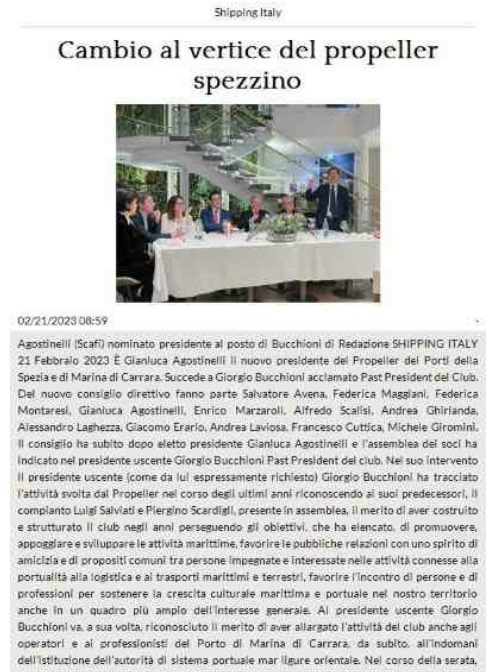 Shipping Italy
Cambio al vertice del propeller
spezzino
02/21/2023 08:59
Agostinelli (Scafi) nominato presidente al posto di Bucchioni di Redazione SHIPPING ITALY
21 Febbraio 2023 È Gianluca Agostinelli il nuovo presidente del Propeller dei Porti della
Spezia e di Marina di Carrara. Succede a Giorgio Bucchioni acclamato Past President del Club.
Del nuovo consiglio direttivo fanno parte Salvatore Avena, Federica Maggiani, Federica
Montaresi, Gianluca Agostinelli, Enrico Marzaroli, Alfredo Scalisi, Andrea Ghirlanda,
Alessandro Laghezza, Giacomo Erario, Andrea Laviosa, Francesco Cuttica, Michele Giromini.
Il consiglio ha subito dopo eletto presidente Gianluca Agostinelli e l'assemblea dei soci ha
indicato nel presidente uscente Giorgio Bucchioni Past President del club. Nel suo intervento
il presidente uscente (come da lui espressamente richiesto) Giorgio Bucchioni ha tracciato
l'attività svolta dal Propeller nel corso degli ultimi anni riconoscendo ai suoi predecessori, il
compianto Luigi Salviati e Piergino Scardigli, presente in assemblea, il merito di aver costruito
e strutturato il club negli anni perseguendo gli obiettivi, che ha elencato, di promuovere,
appoggiare e sviluppare le attività marittime, favorire le pubbliche relazioni con uno spirito di
amicizia e di propositi comuni tra persone impegnate e interessate nelle attività connesse alla
portualità alla logistica e ai trasporti marittimi e terrestri, favorire l'incontro di persone e di
professioni per sostenere la crescita culturale marittima e portuale nel nostro territorio
anche in un quadro più ampio dell'interesse generale. Al presidente uscente Giorgio
Bucchioni va, a sua volta, riconosciuto il merito di aver allargato l'attività del club anche agli
operatori e ai professionisti del Porto di Marina di Carrara, da subito, all'indomani
dell'istituzione dell'autorità di sistema portuale mar ligure orientale. Nel corso della serata,